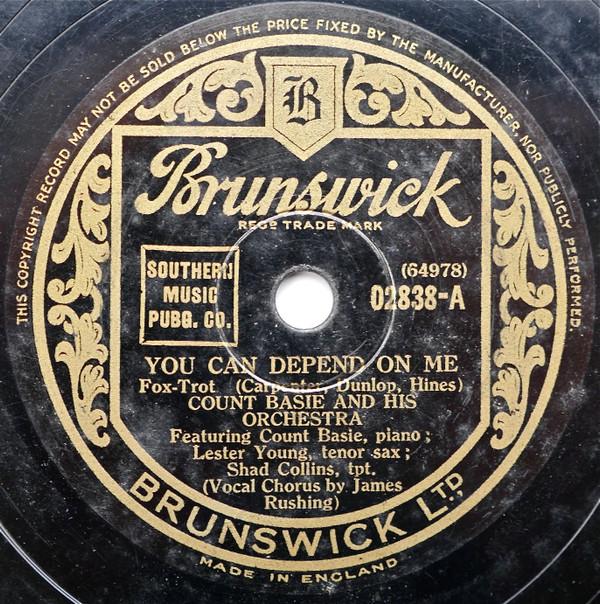 THIS COPYRIGHT RECORD MAY NOT BE SOLD BELOW THE PRICE FIXED BY THE MANUFACTURER, NOR PUBLICLY PERFORMED.
B
Brunswick
REGD TRADE MARK
SOUTHERN
MUSIC
PUBG. CO.
(64978)
02838-A
YOU CAN DEPEND ON ME
Fox-Trot (Carpenter, Dunlop, Hines)
COUNT BASIE AND HIS
ORCHESTRA
Featuring Count Basie, piano;
Lester Young, tenor sax;
Shad Collins, tpt.
(Vocal Chorus by James
Rushing)
BRUNSWICK LTD.,
MADE IN ENGLAND